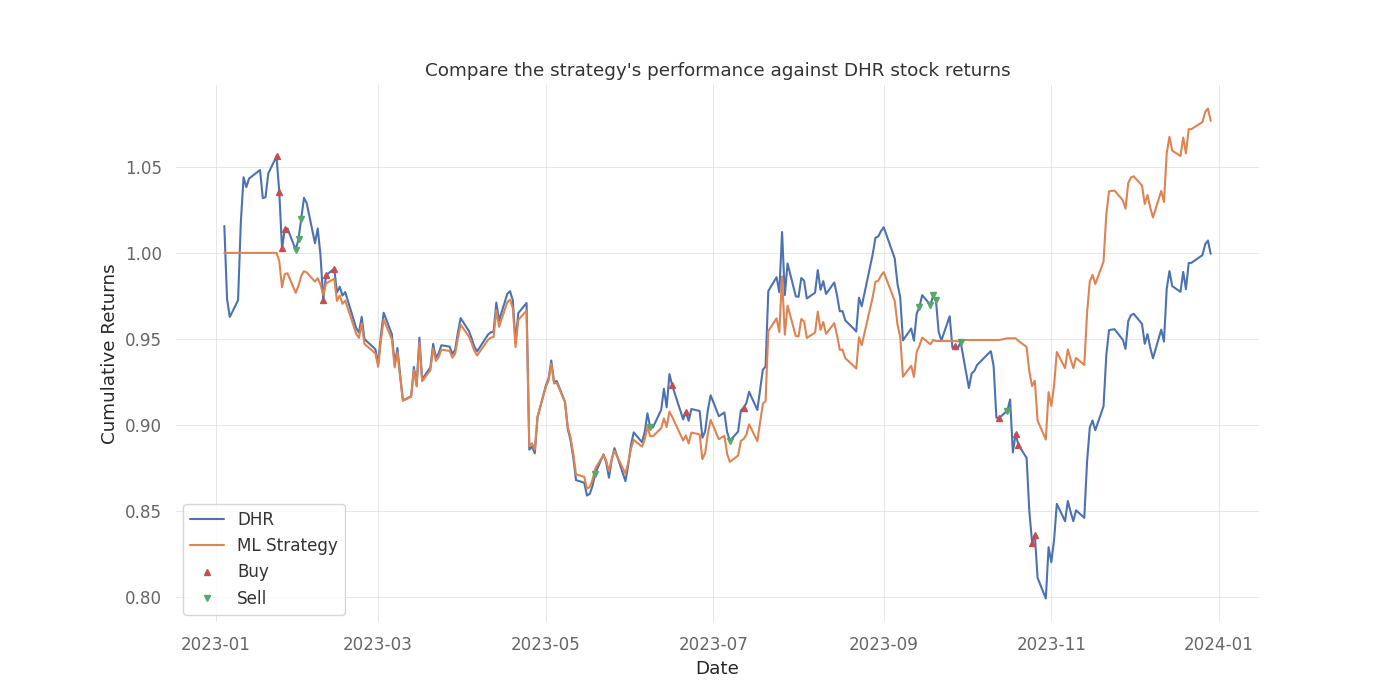 Compare the strategy's performance against DHR stock returns
Cumulative Returns
1.05
1.00
0.95
0.90
0.85
0.80
DHR
ML Strategy
Buy
Sell
2023-01
2023-03
2023-05
2023-07
2023-09
2023-11
2024-01
Date